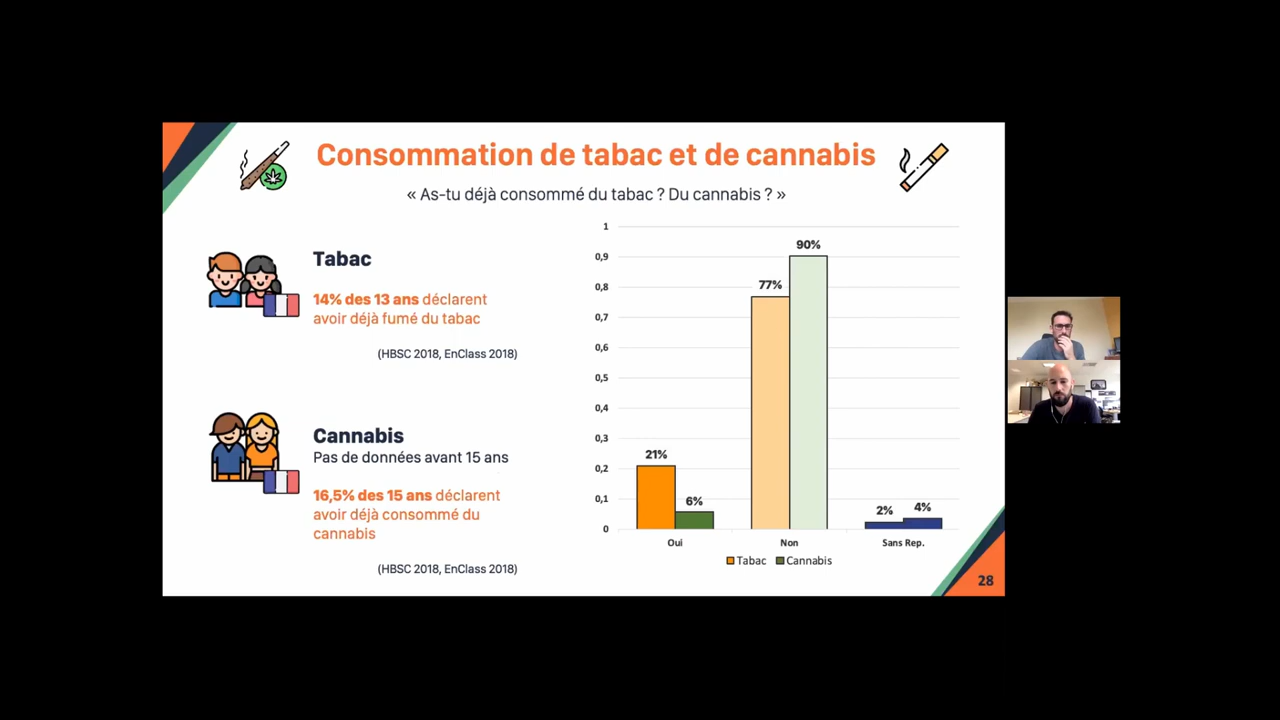 Consommation de tabac et de cannabis
« As-tu déjà consommé du tabac ? Du cannabis ? »
Tabac
14% des 13 ans déclarent
avoir déjà fumé du tabac
(HBSC 2018, EnClass 2018)
Cannabis
Pas de données avant 15 ans
16,5% des 15 ans déclarent
avoir déjà consommé du
cannabis
(HBSC 2018, EnClass 2018)
1
0,9
0,8
0,7
0,6
0,5
0,4
0,3
0,2
0,1
0
21%
6%
77%
90%
2%
4%
Oui
Non
Sans Rep.
Tabac
Cannabis
28